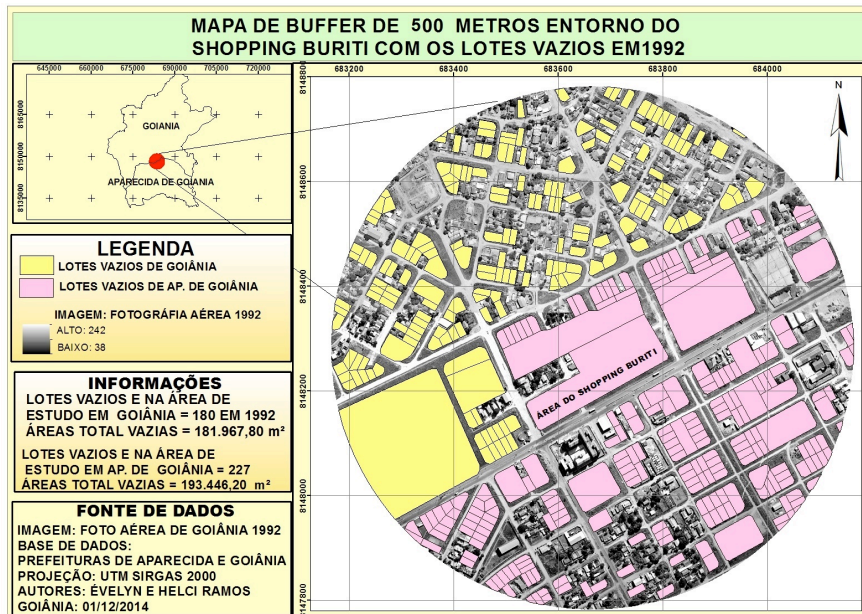 MAPA DE BUFFER DE 500 METROS ENTORNO DO
SHOPPING BURITI COM OS LOTES VAZIOS EM1992
645000 660000 675000 690000 705000 720000
8165000
8150000
8135000
GOIANIA
APARECIDA DE GOIANIA
683200 683400 683600 683800 684000
8148800
8148600
8148400
8148200
8148000
8147800
N
ÁREA DO SHOPPING BURITI
LEGENDA
LOTES VAZIOS DE GOIÂNIA
LOTES VAZIOS DE AP. DE GOIÂNIA
IMAGEM: FOTOGRÁFIA AÉREA 1992
ALTO: 242
BAIXO: 38
INFORMAÇÕES
LOTES VAZIOS E NA ÁREA DE
ESTUDO EM GOIÂNIA = 180 EM 1992
ÁREAS TOTAL VAZIAS = 181.967,80 m²
LOTES VAZIOS E NA ÁREA DE
ESTUDO EM AP. DE GOIÂNIA = 227
ÁREAS TOTAL VAZIAS = 193.446,20 m²
FONTE DE DADOS
IMAGEM: FOTO AÉREA DE GOIÂNIA 1992
BASE DE DADOS:
PREFEITURAS DE APARECIDA E GOIÂNIA
PROJEÇÃO: UTM SIRGAS 2000
AUTORES: ÉVELYN E HELCI RAMOS
GOIÂNIA: 01/12/2014